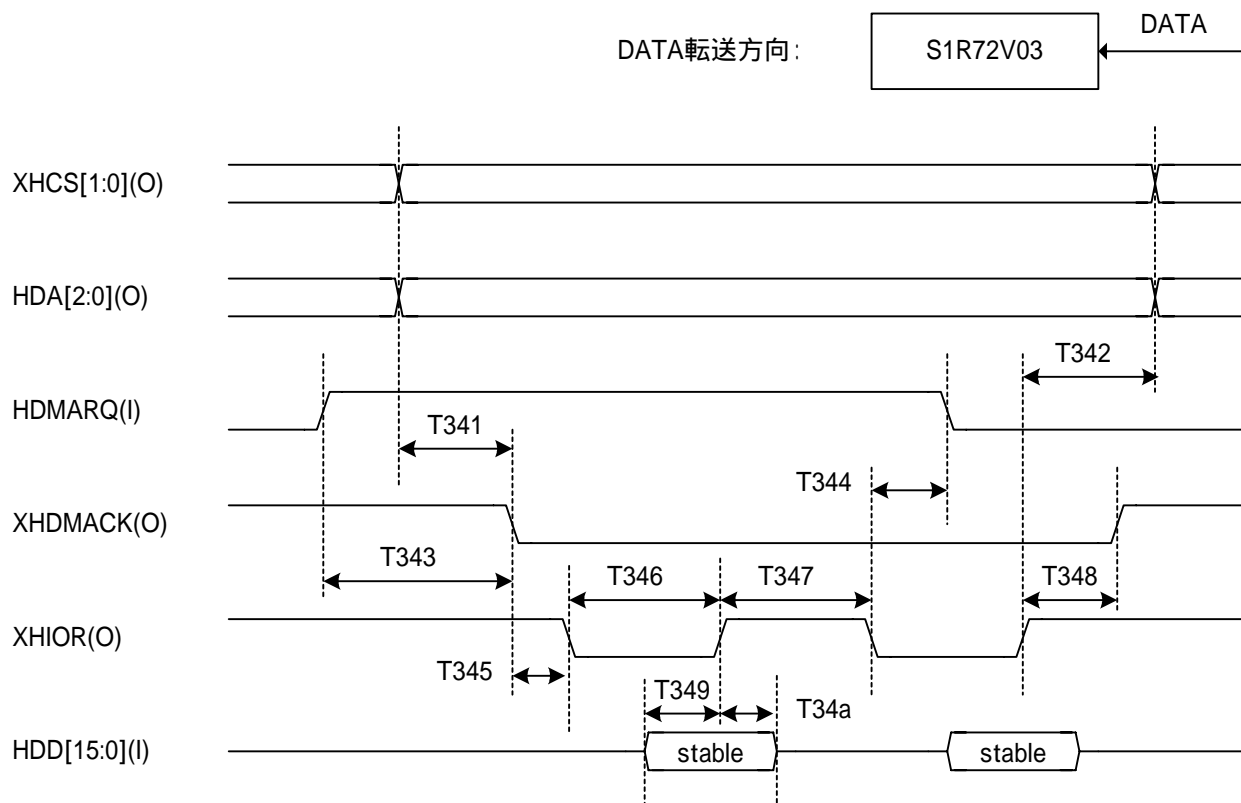 DATA
DATA転送方向:
S1R72V03
XHCS[1:0](O)
HDA[2:0](O)
T342
HDMARQ(I)
T341
T344
XHDMACK(O)
T343
T346
T347
T348
XHIOR(O)
T345
T349
T34a
HDD[15:0](I)
stable
stable